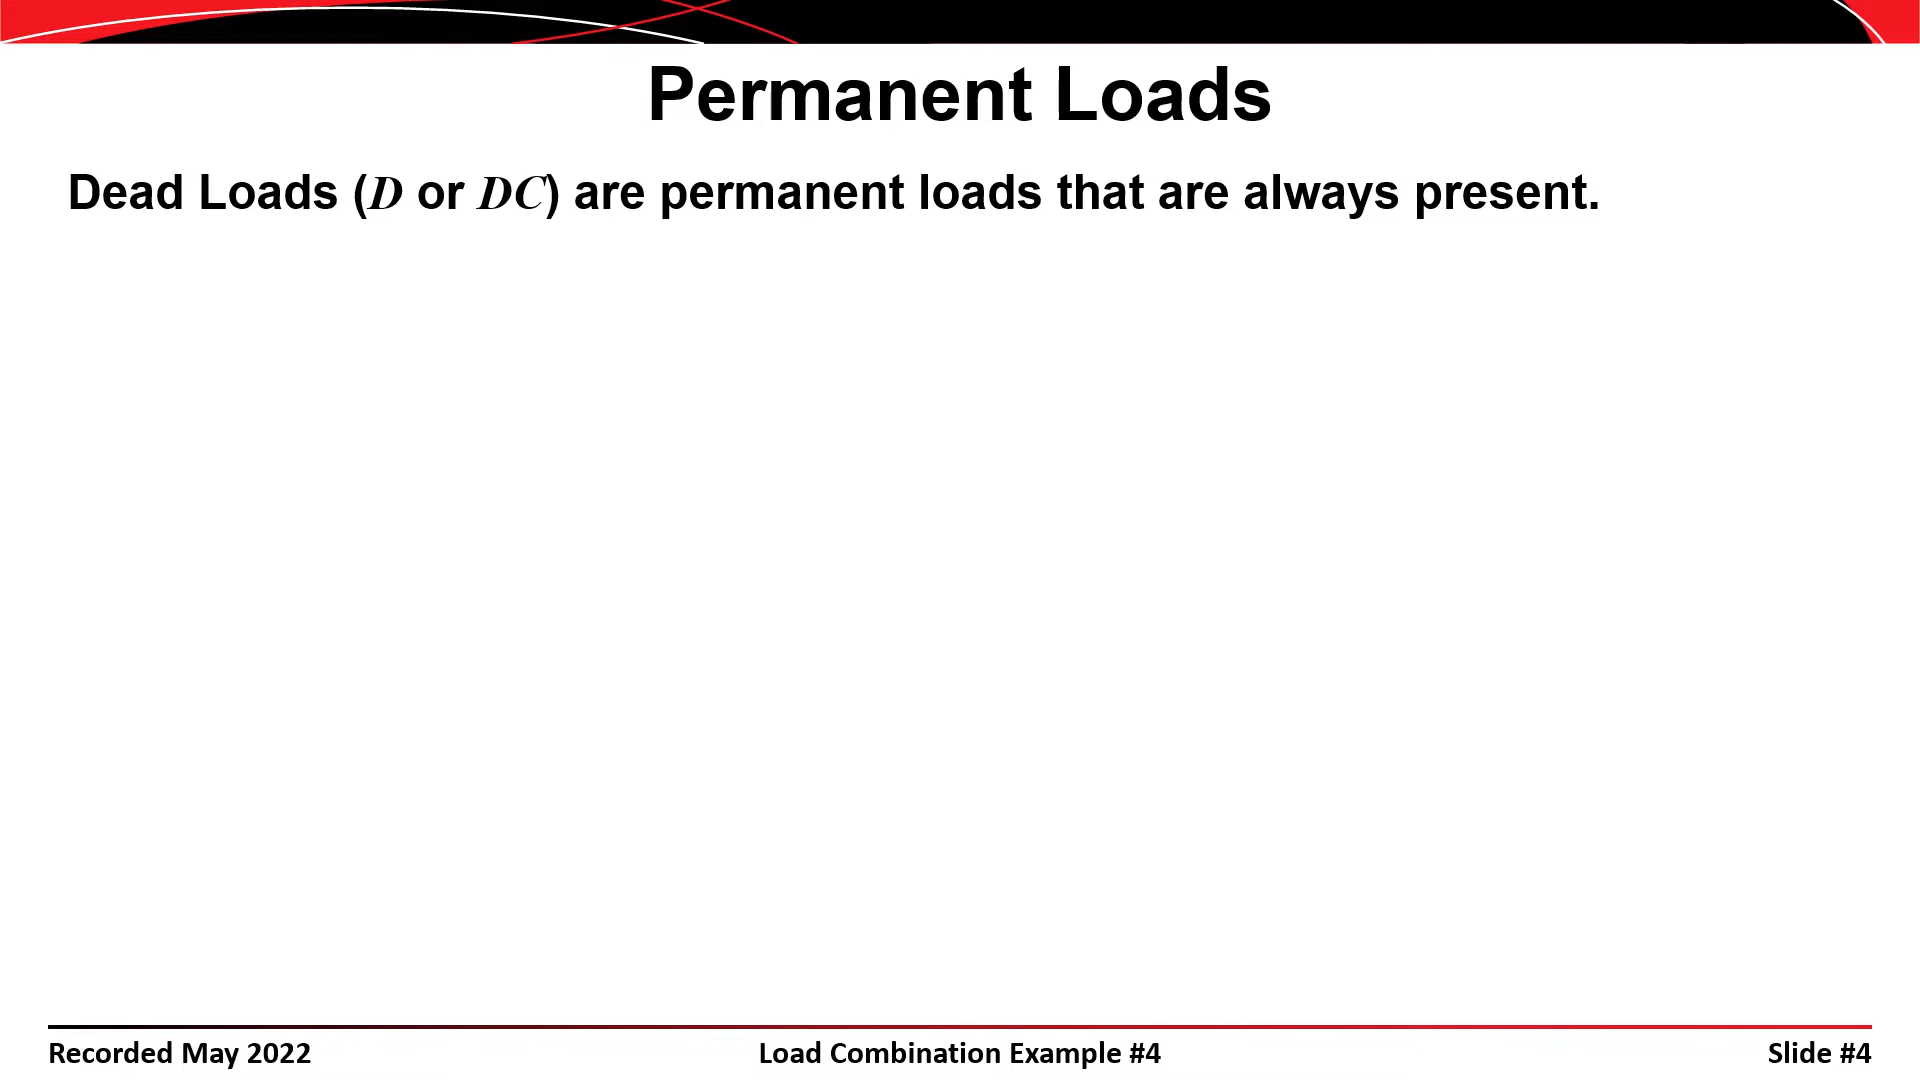 Permanent Loads
Dead Loads (D or DC) are permanent loads that are always present.
Recorded May 2022
Load Combination Example #4
Slide #4